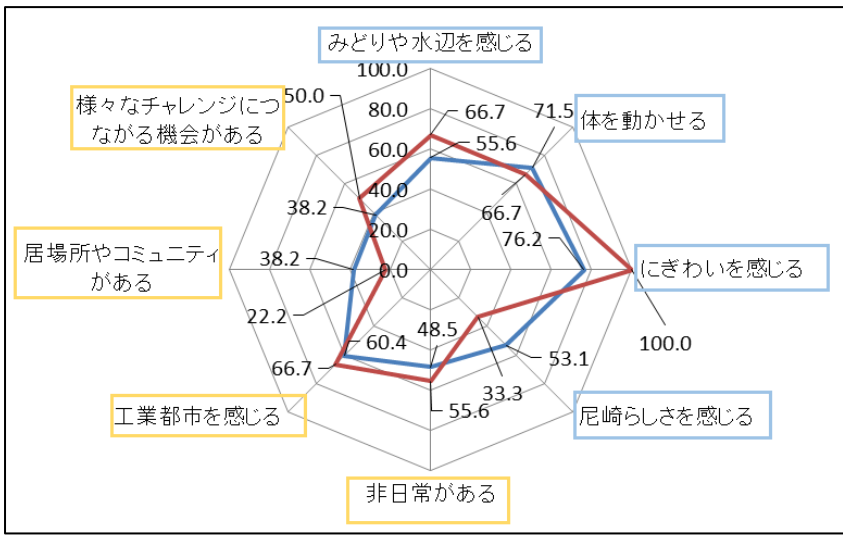 みどりや水辺を感じる
100.0
様々なチャレンジにつ
ながる機会がある
50.0
80.0
66.7
71.5
体を動かせる
60.0
55.6
40.0
38.2
20.0
66.7
76.2
居場所やコミュニティ
がある
38.2
0.0
にぎわいを感じる
22.2
100.0
60.4
48.5
53.1
66.7
33.3
55.6
工業都市を感じる
尼崎らしさを感じる
非日常がある